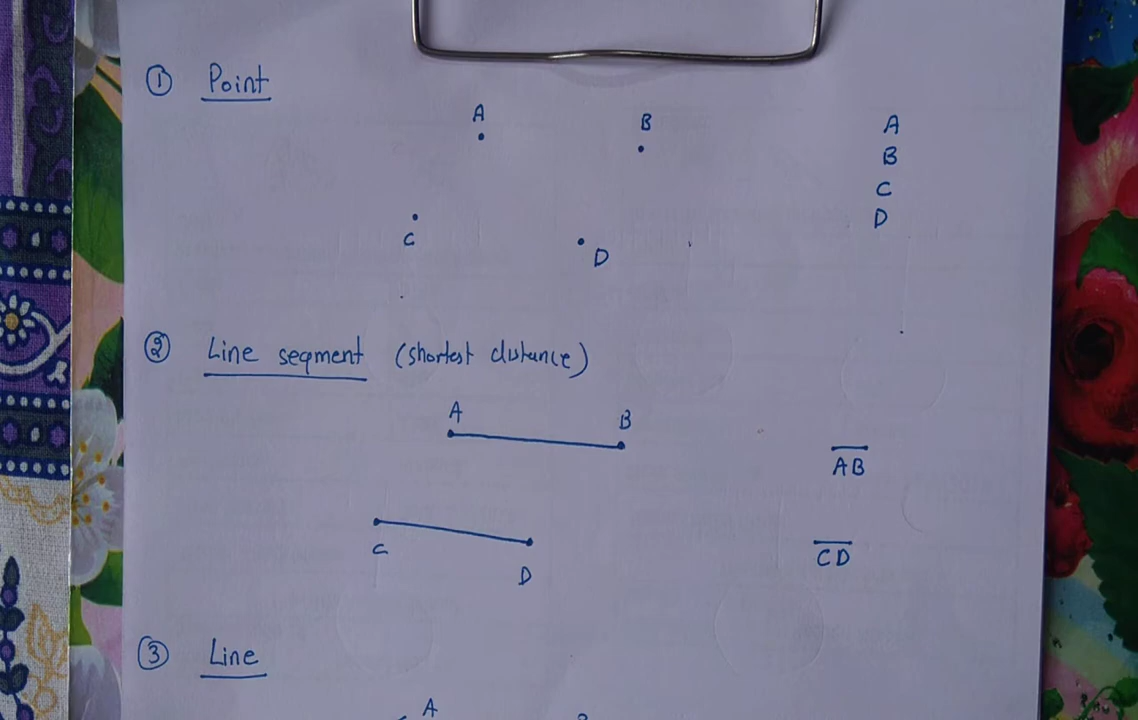 ① Point
A B A
B
C
C D D
② Line segment (shortest distance)
A B
AB
C D CD
③ Line
A